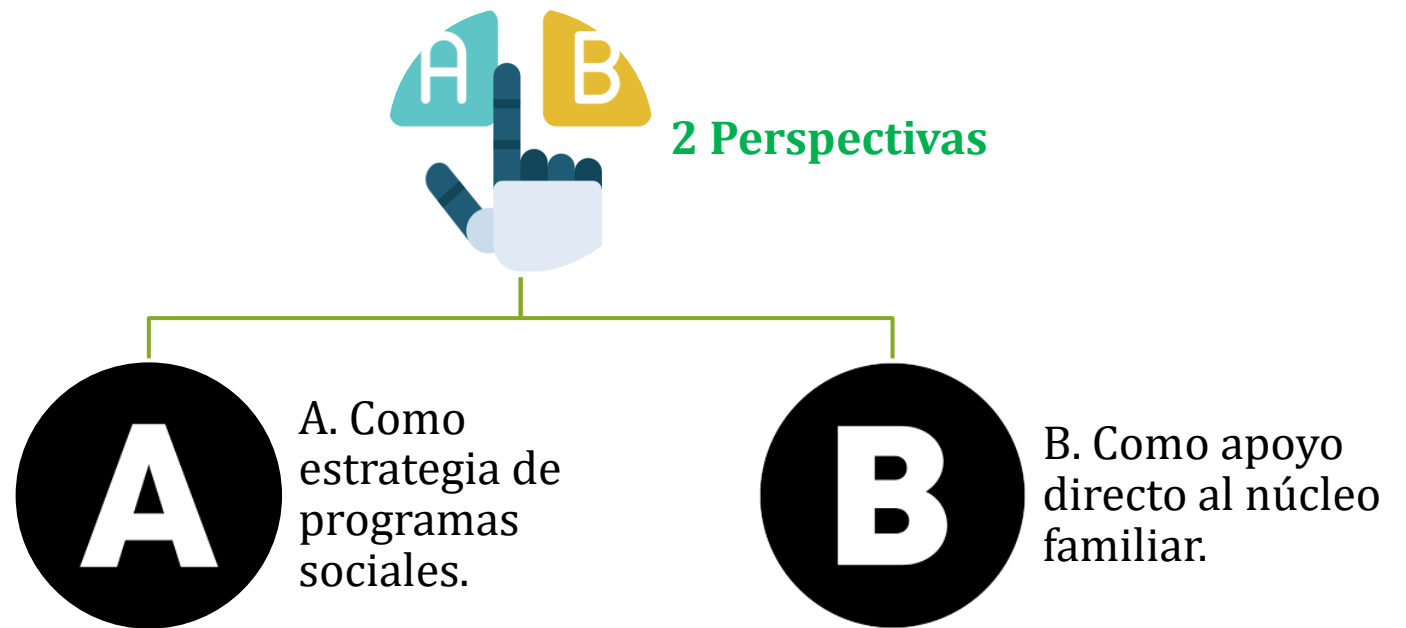 A B
2 Perspectivas
A
A. Como
estrategia de
programas
sociales.
B
B. Como apoyo
directo al núcleo
familiar.